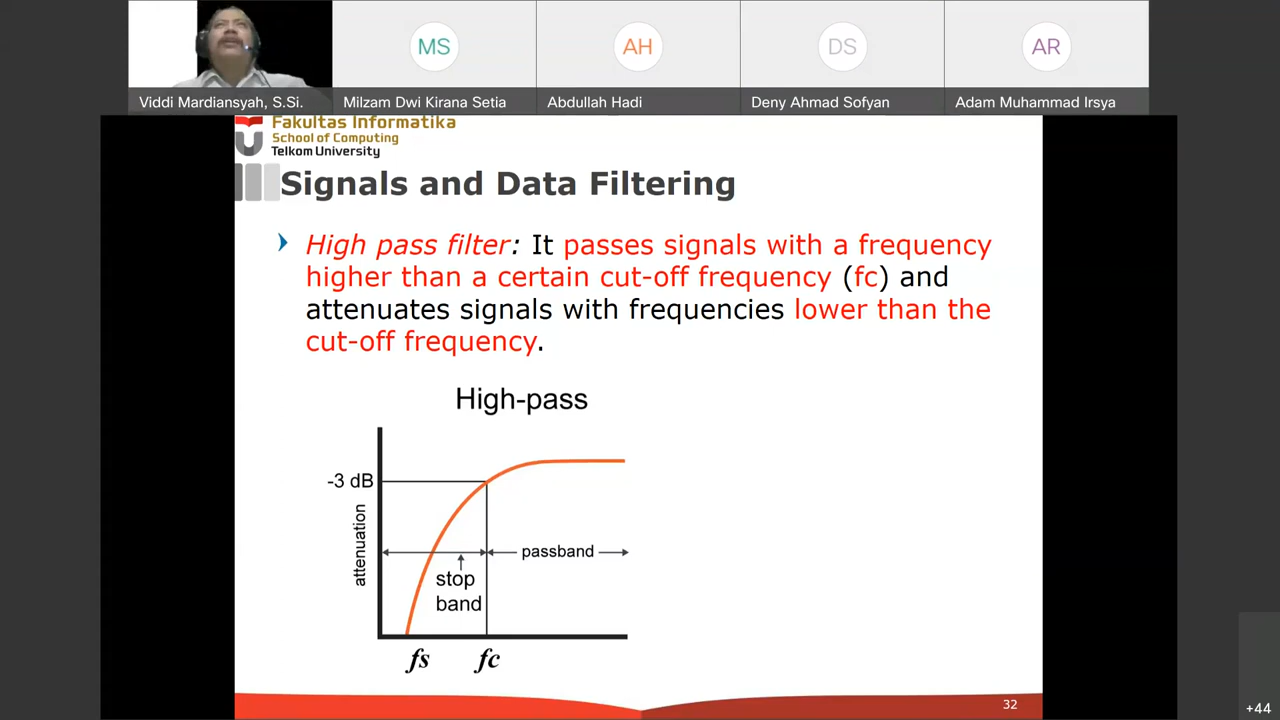 MS
AH
DS
AR
Viddi Mardiansyah, S.Si.
Milzam Dwi Kirana Setia
Abdullah Hadi
Deny Ahmad Sofyan
Adam Muhammad Irsya
Fakultas Informatika
School of Computing
Telkom University
Signals and Data Filtering
High pass filter: It passes signals with a frequency
higher than a certain cut-off frequency (fc) and
attenuates signals with frequencies lower than the
cut-off frequency.
High-pass
-3 dB
attenuation
passband
stop
band
fs
fc
32
+44